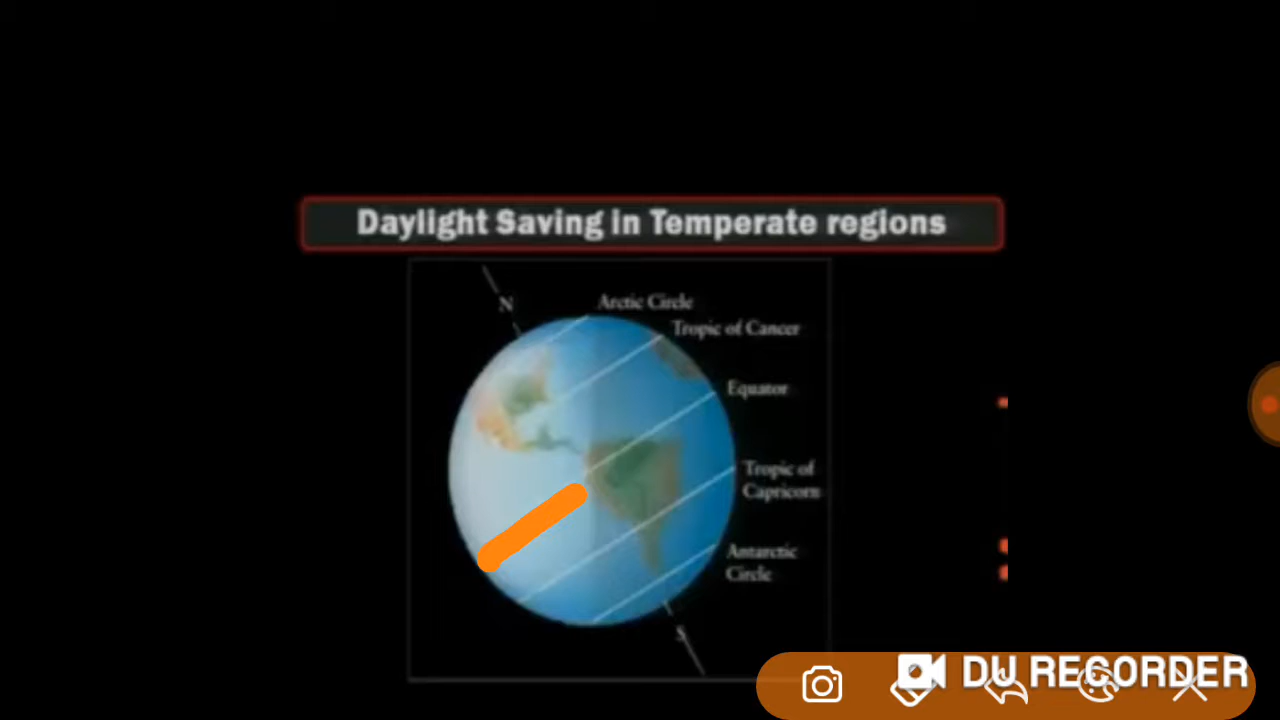 Daylight Saving in Temperate regions
N
Arctic Circle
Tropic of Cancer
Equator
Tropic of
Capricorn
Antarctic
Circle
S
DU RECORDER